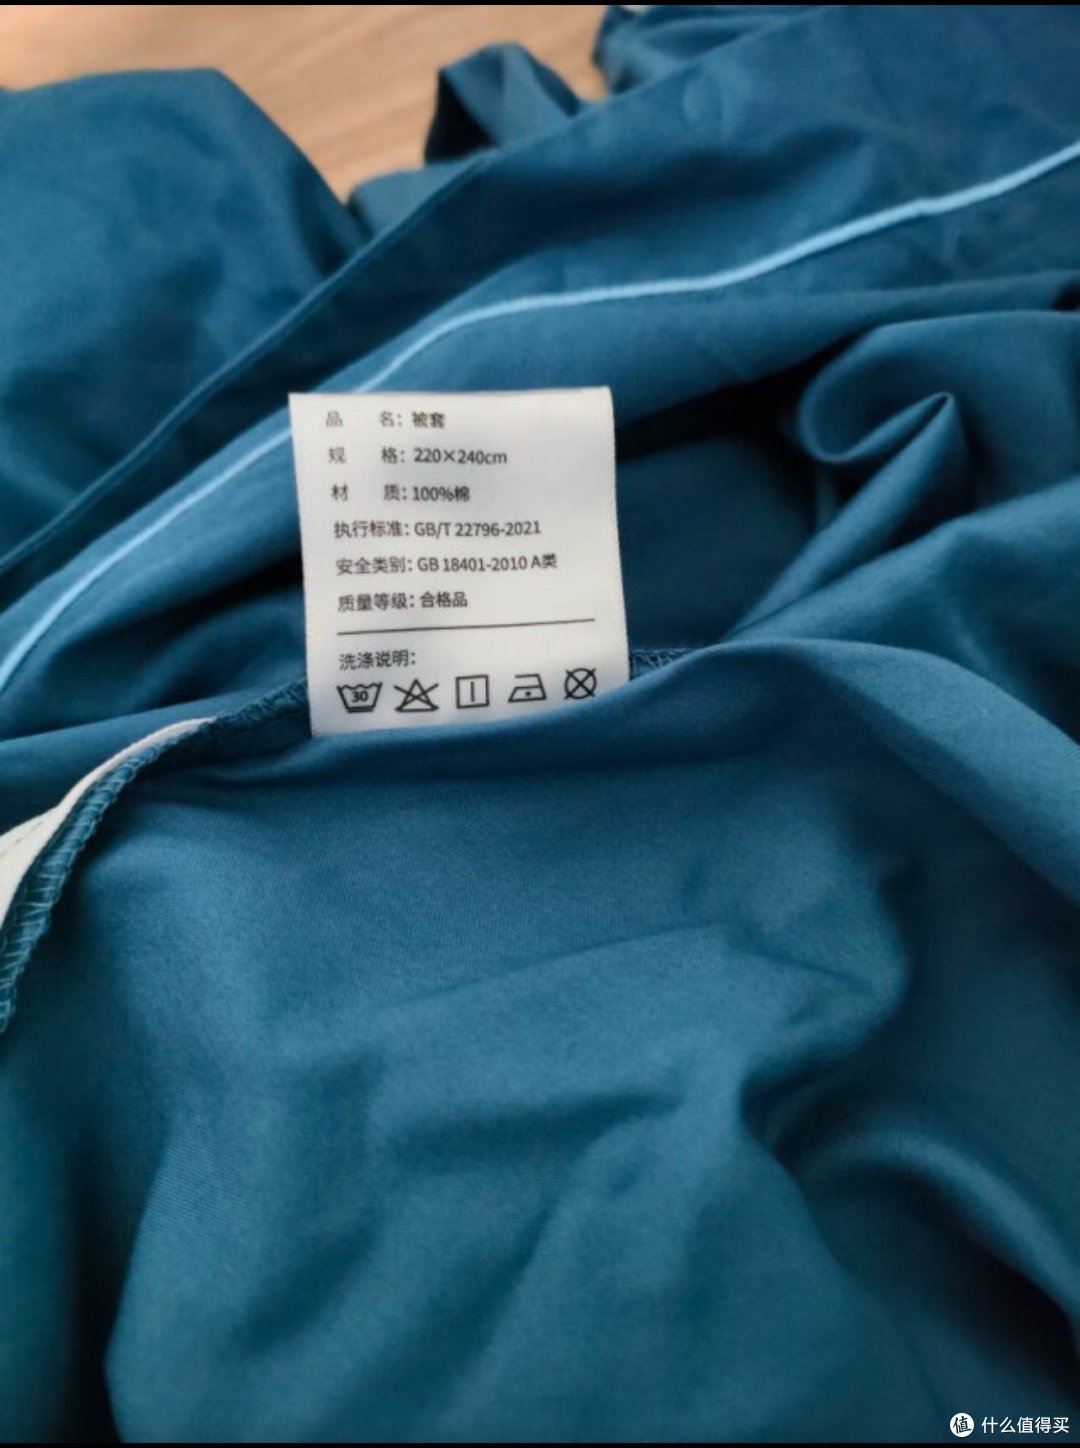 品 名：被套
规 格：220×240cm
材 质：100%棉
执行标准：GB/T 22796-2021
安全类别：GB 18401-2010 A类
质量等级：合格品
洗涤说明：
30
值 什么值得买